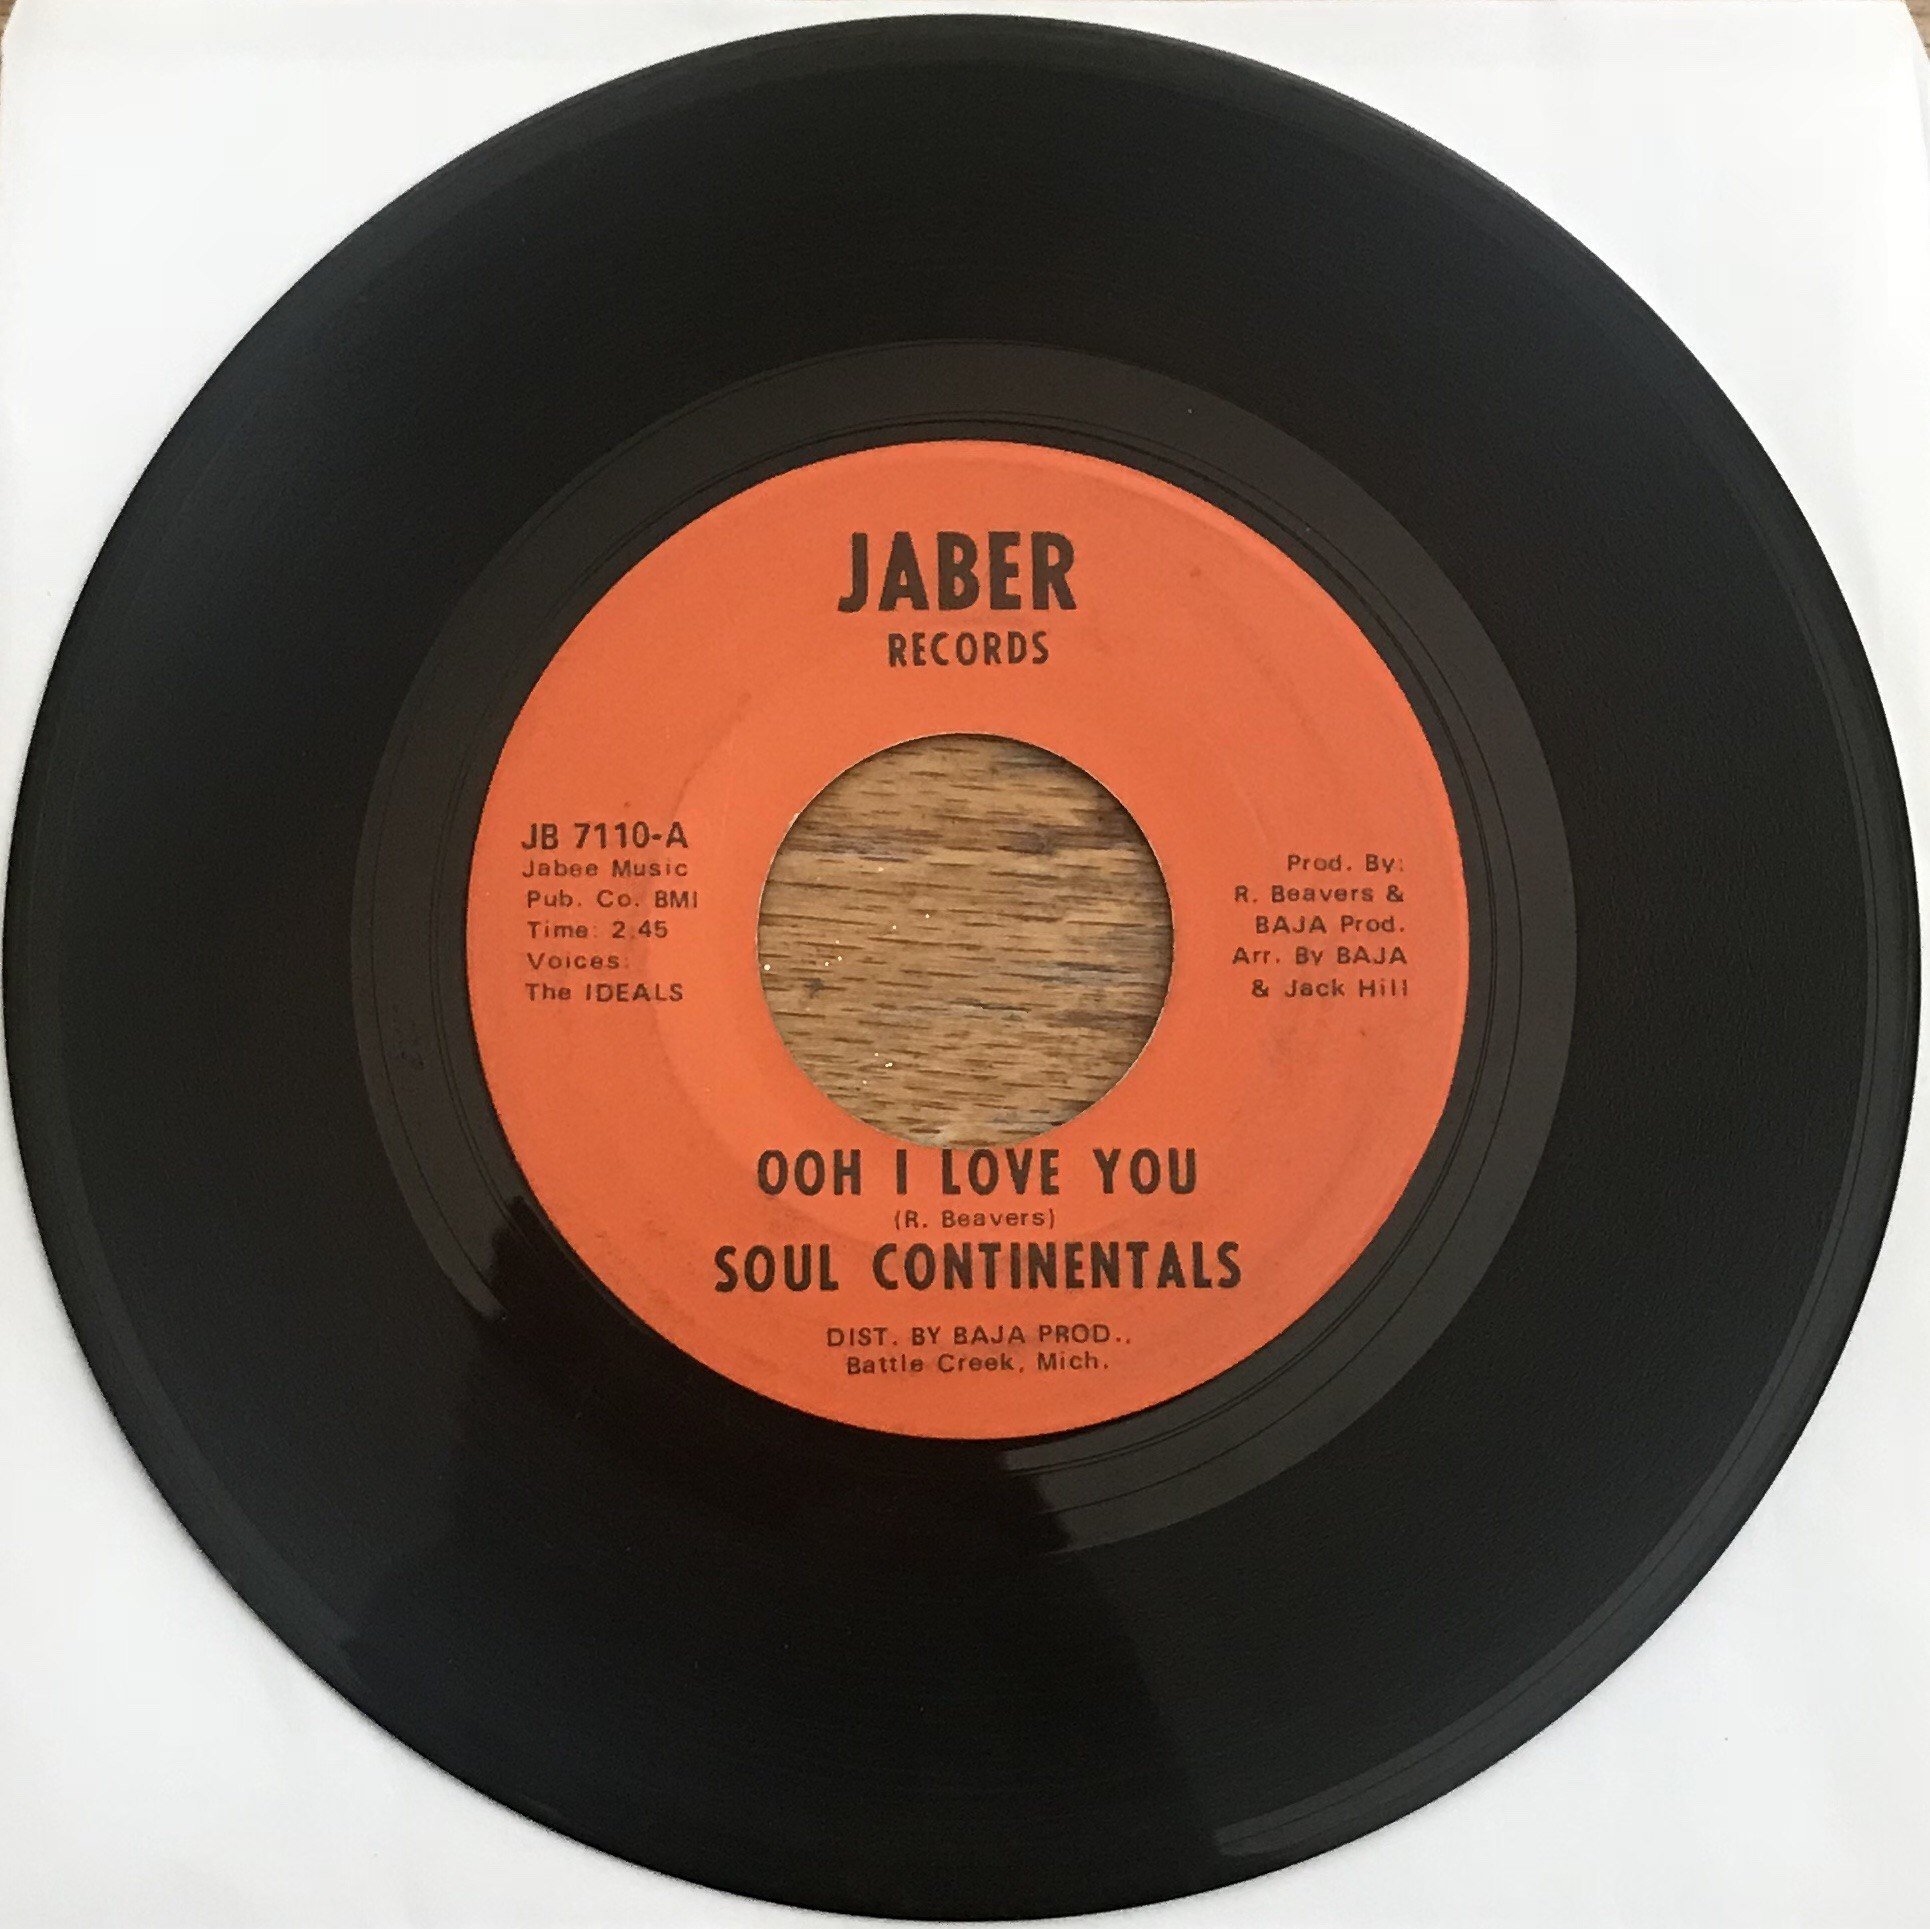 JABER
RECORDS
JB 7110-A
Jabee Music
Pub. Co. BMI
Time: 2:45
Voices:
The IDEALS
Prod. By:
R. Beavers &
BAJA Prod.
Arr. By BAJA
& Jack Hill
OOH I LOVE YOU
(R. Beavers)
SOUL CONTINENTALS
DIST. BY BAJA PROD.,
Battle Creek, Mich.